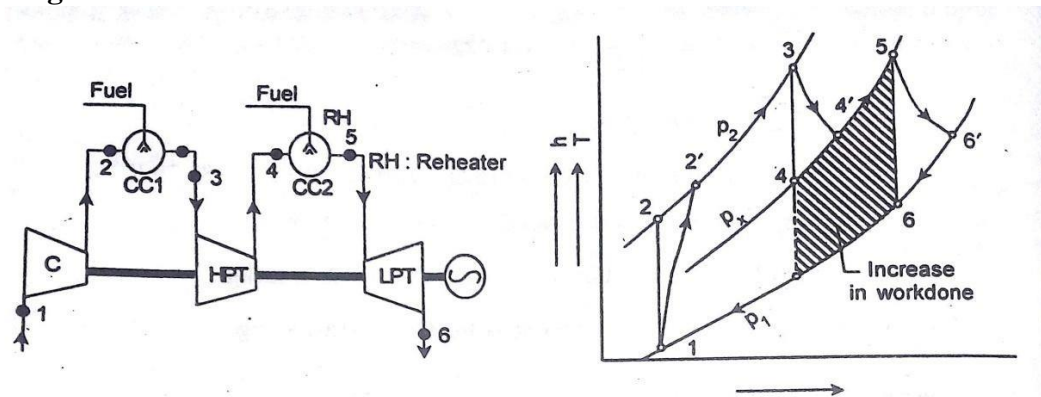 Fuel
Fuel
RH
2
CC1
3
4
CC2
5
RH : Reheater
C
HPT
LPT
1
6
h
T
3
5
p2
4'
2'
6'
2
4
px
6
Increase
in workdone
p1
1